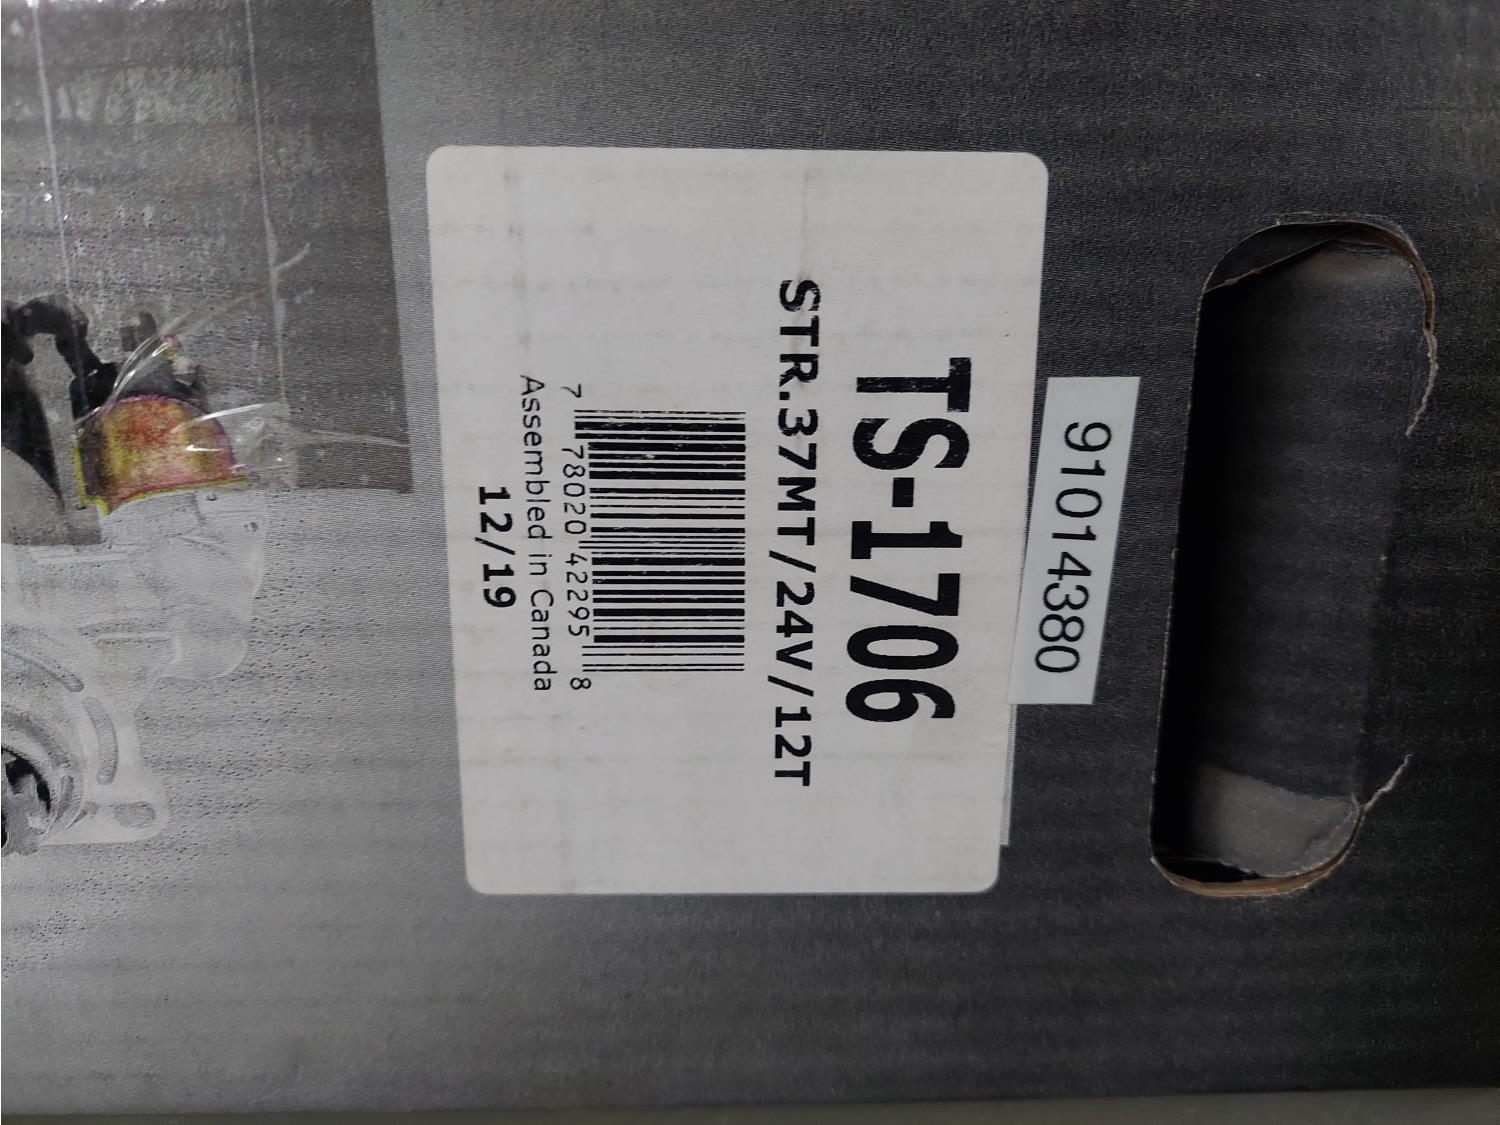 91014380
TS-1706
STR.37MT/24V/12T
7 78020 42295 8
Assembled in Canada
12/19